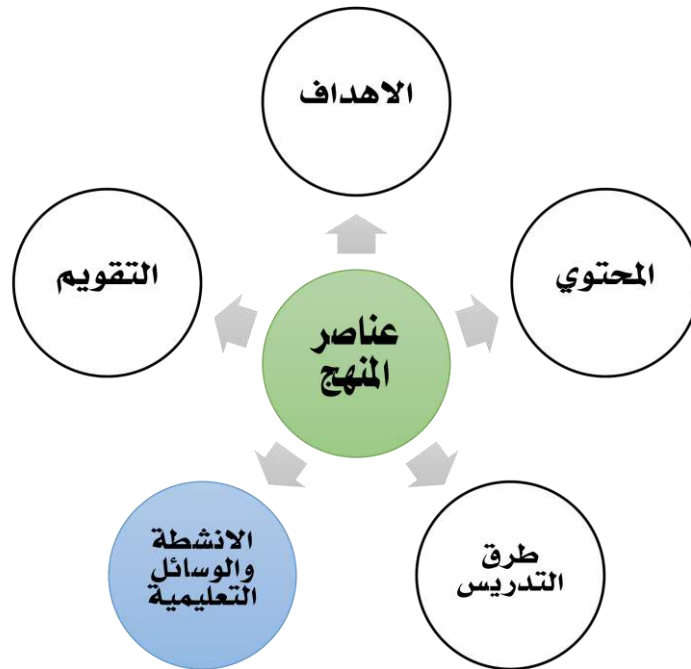 الاهداف
المحتوي
طرق
التدريس
الانشطة
والوسائل
التعليمية
التقويم
عناصر
المنهج